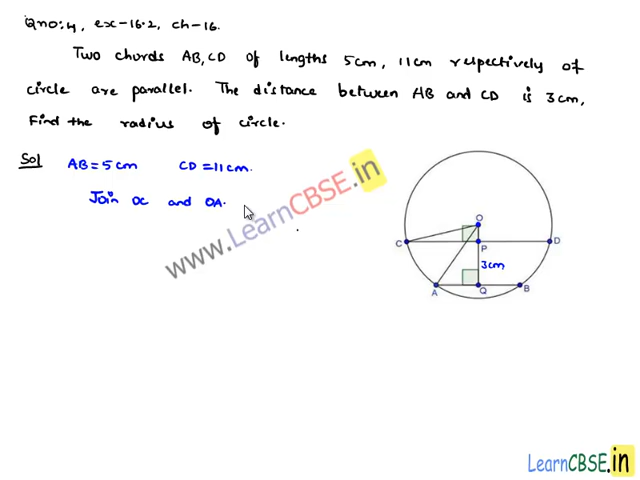 Qno:4, ex-16.2, ch-16.
Two chords AB, CD of lengths 5cm, 11cm respectively of
circle are parallel. The distance between AB and CD is 3cm,
Find the radius of circle.
Sol AB=5cm CD=11cm.
Join OC and OA.
www.LearnCBSE.in
O
C P D
3cm
A Q B
LearnCBSE.in